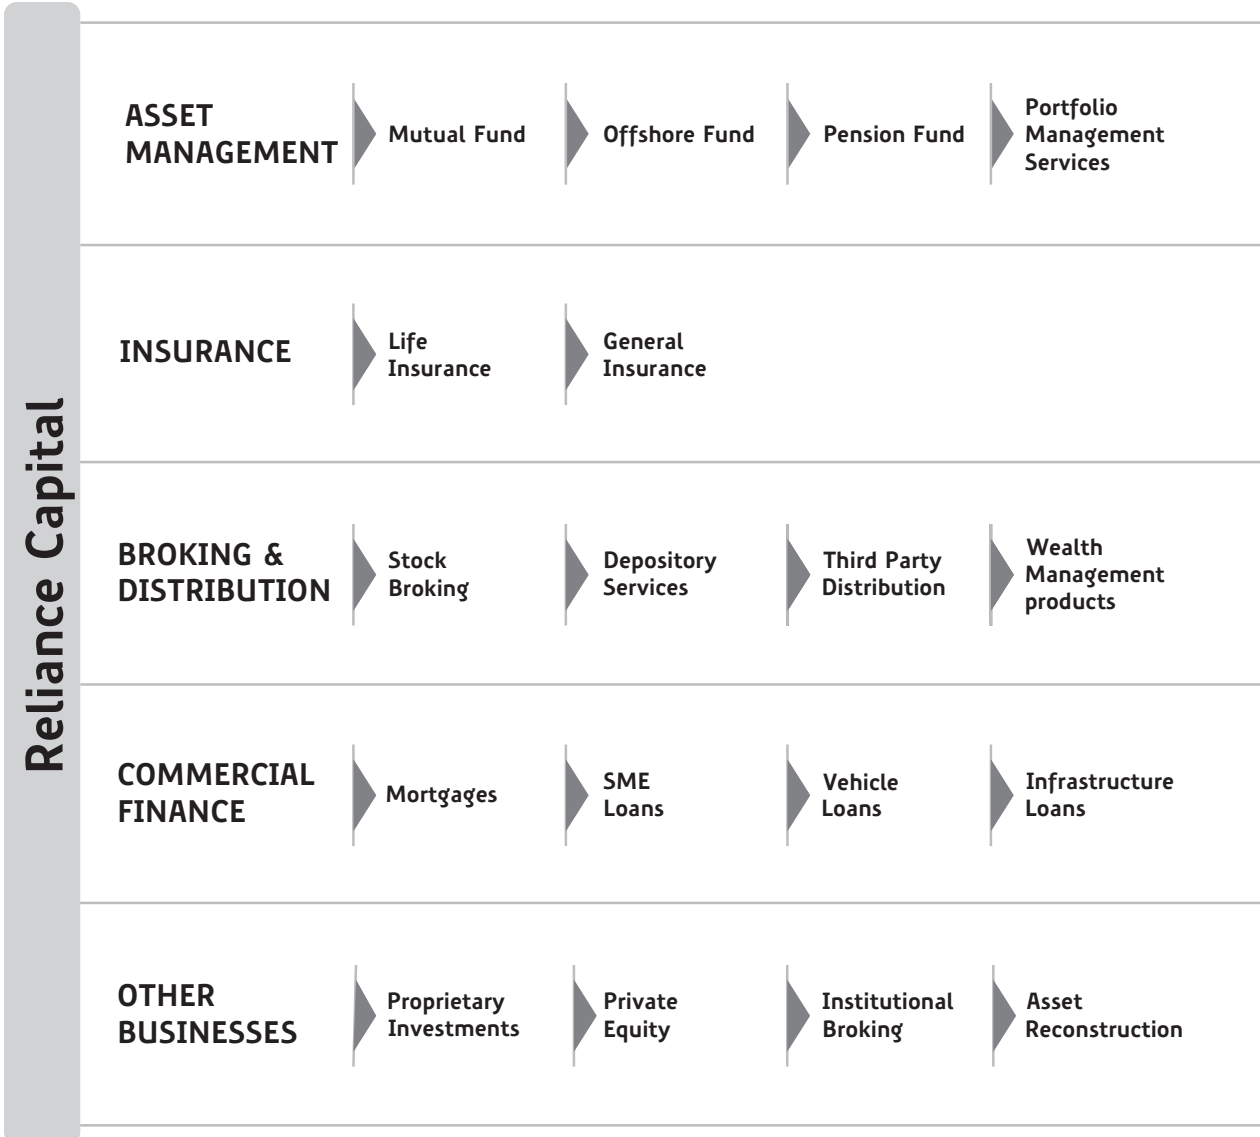 Reliance Capital
ASSET
MANAGEMENT
Mutual Fund
Offshore Fund
Pension Fund
Portfolio
Management
Services
INSURANCE
Life
Insurance
General
Insurance
BROKING &
DISTRIBUTION
Stock
Broking
Depository
Services
Third Party
Distribution
Wealth
Management
products
COMMERCIAL
FINANCE
Mortgages
SME
Loans
Vehicle
Loans
Infrastructure
Loans
OTHER
BUSINESSES
Proprietary
Investments
Private
Equity
Institutional
Broking
Asset
Reconstruction